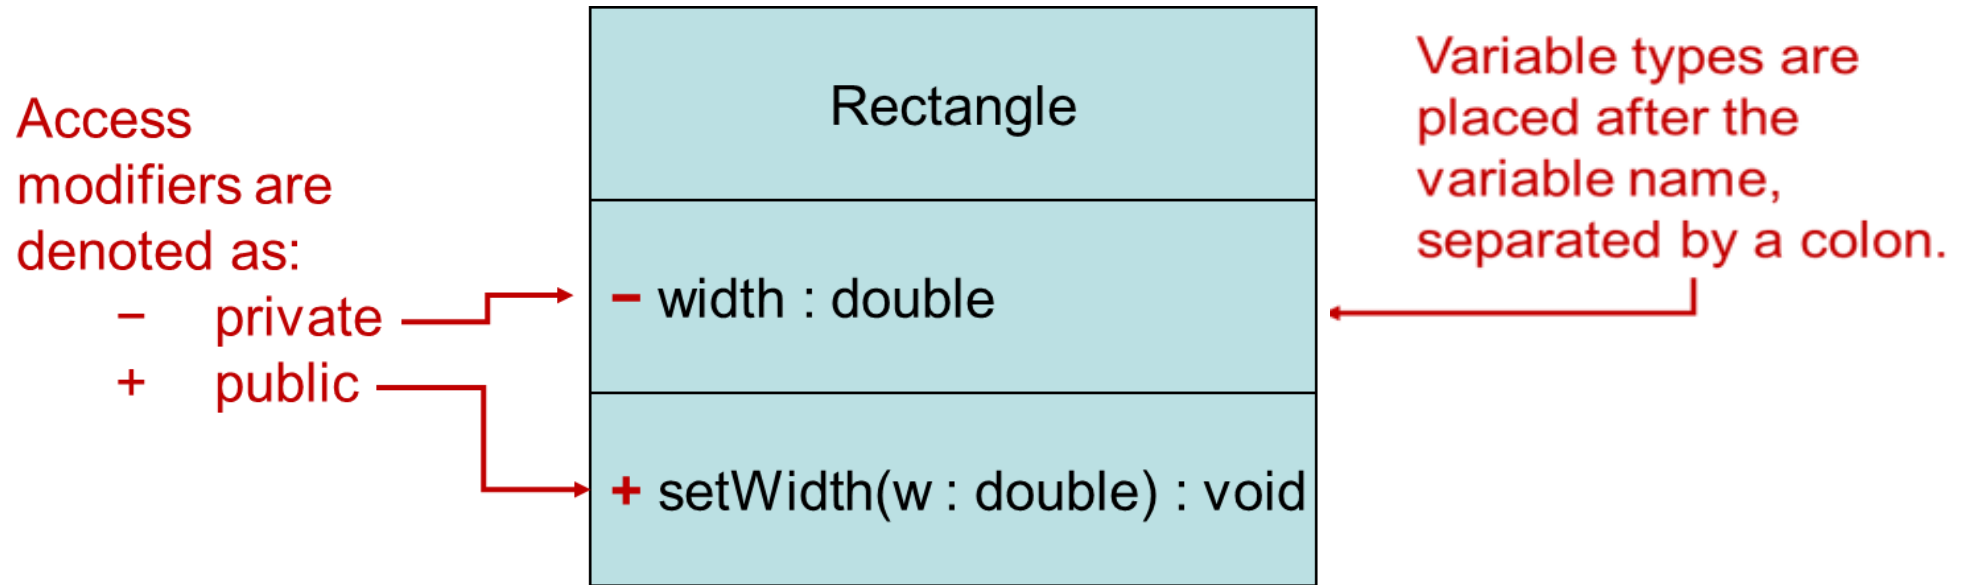 Access
modifiers are
denoted as:
– private
+ public
Rectangle
– width : double
+ setWidth(w : double) : void
Variable types are
placed after the
variable name,
separated by a colon.